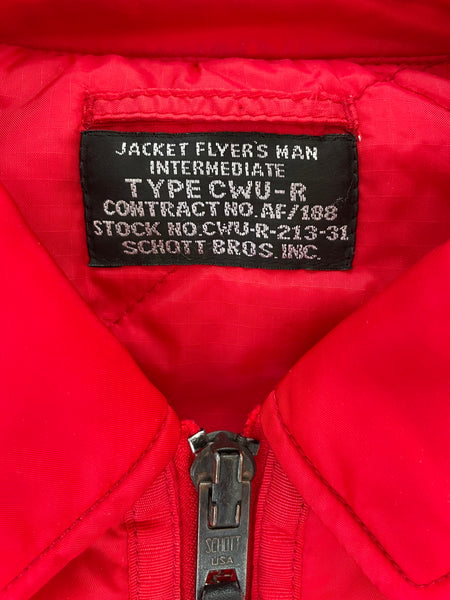 JACKET FLYER'S MAN
INTERMEDIATE
TYPE CWU-R
COMTRACT NO. AF/188
STOCK NO. CWU-R-213-31
SCHOTT BROS. INC.
SCHOTT
USA